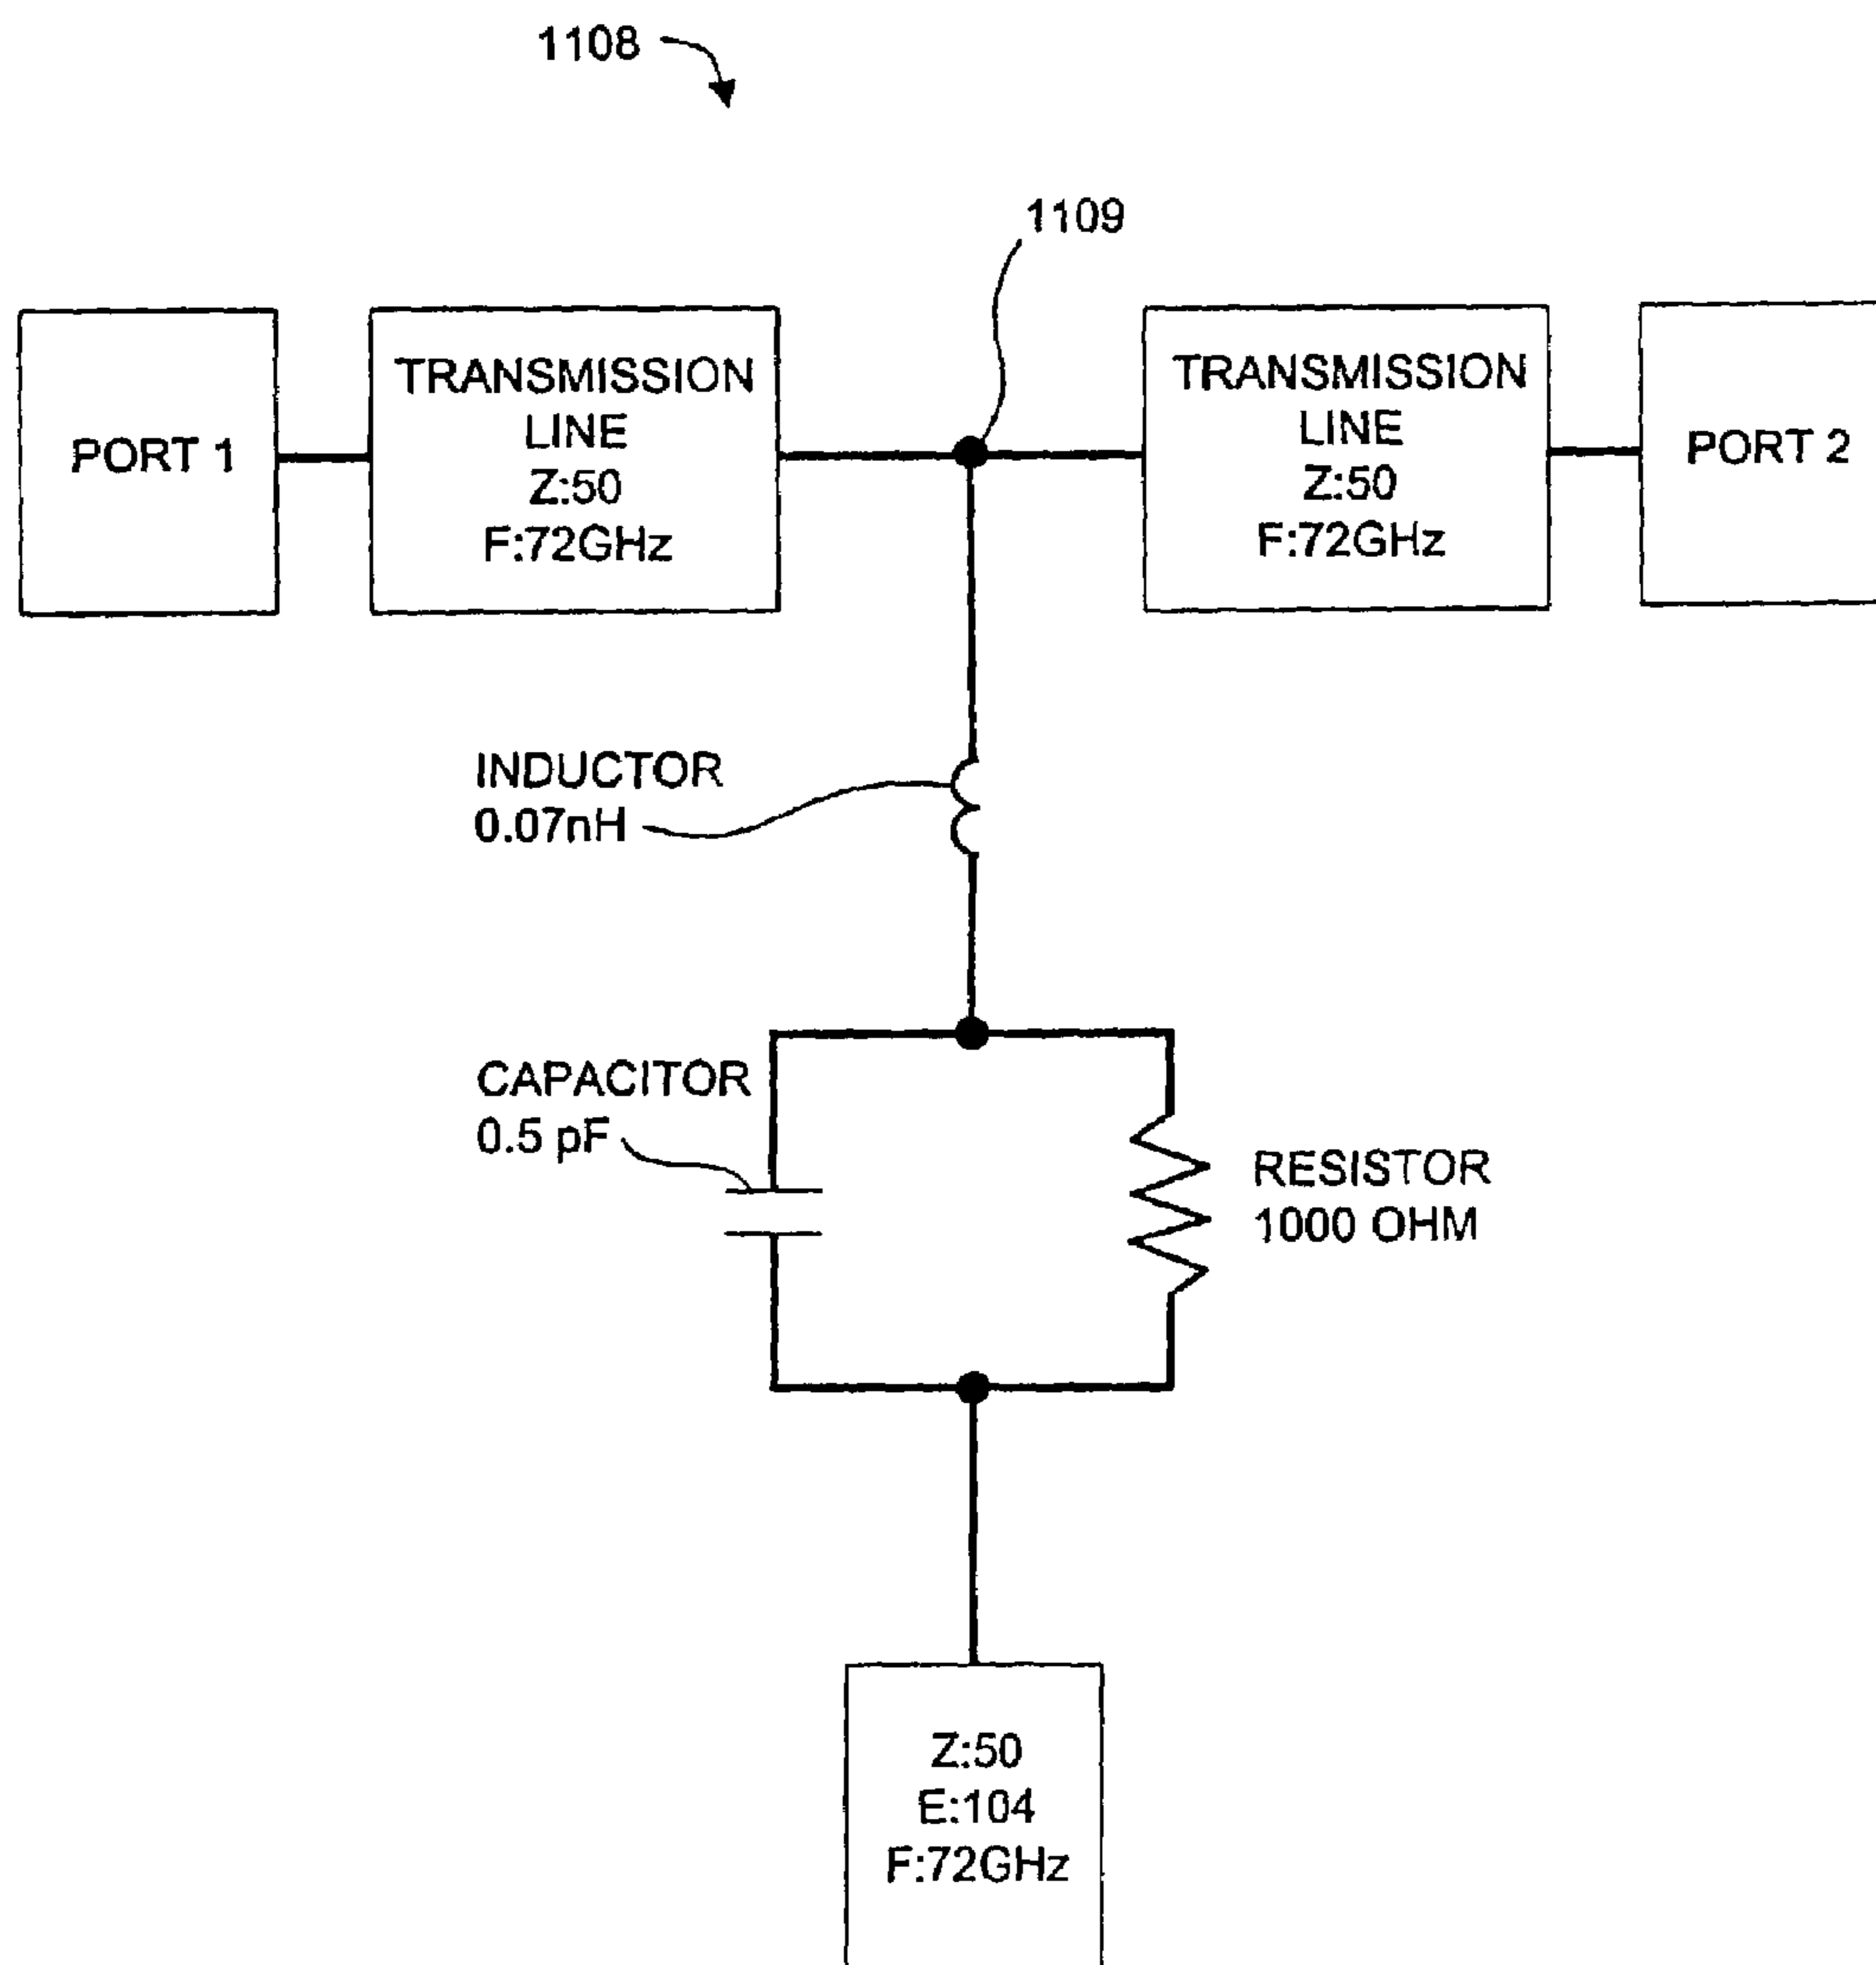 1108
1109
PORT 1
TRANSMISSION
LINE
Z:50
F:72GHz
TRANSMISSION
LINE
Z:50
F:72GHz
PORT 2
INDUCTOR
0.07nH
CAPACITOR
0.5 pF
RESISTOR
1000 OHM
Z:50
E:104
F:72GHz